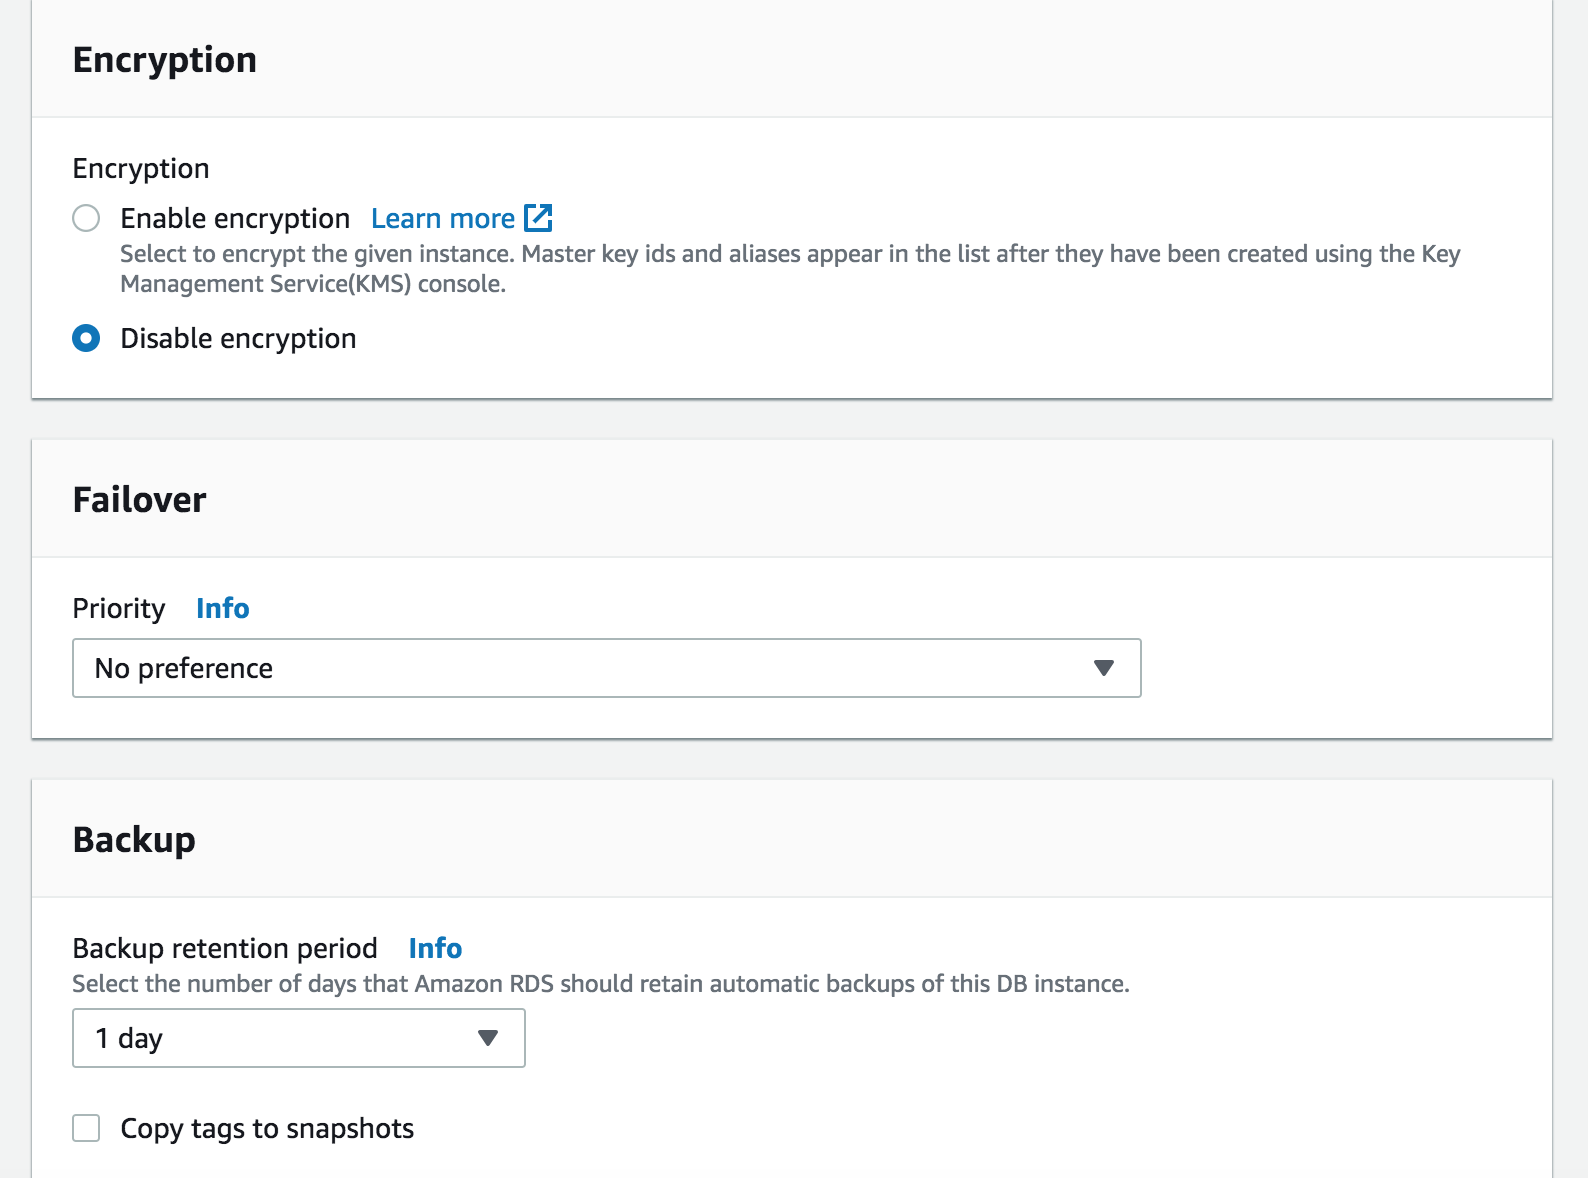 Encryption
Encryption
Enable encryption Learn more
Select to encrypt the given instance. Master key ids and aliases appear in the list after they have been created using the Key
Management Service(KMS) console.
Disable encryption
Failover
Priority Info
No preference
Backup
Backup retention period Info
Select the number of days that Amazon RDS should retain automatic backups of this DB instance.
1 day
Copy tags to snapshots